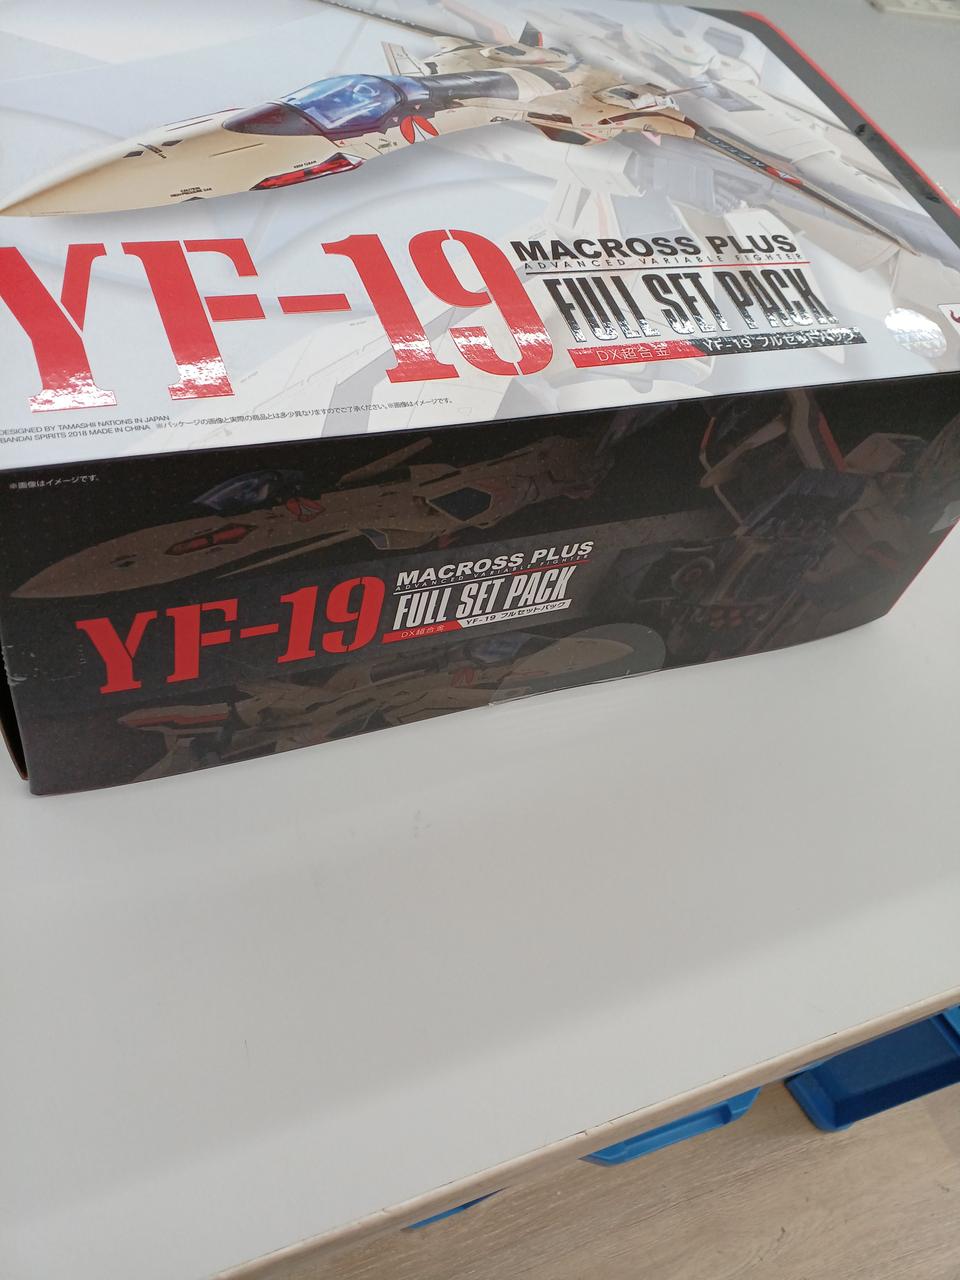 YF-19
MACROSS PLUS
ADVANCED VARIABLE FIGHTER
FULL SET PACK
DX超合金 YF-19 フルセットパック
DESIGNED BY TAMASHII NATIONS IN JAPAN
BANDAI SPIRITS 2018 MADE IN CHINA ※パッケージの画像と実際の商品とは多少異なりますのでご了承ください。※画像はイメージです。
※画像はイメージです。
YF-19
MACROSS PLUS
ADVANCED VARIABLE FIGHTER
FULL SET PACK
DX超合金 YF-19 フルセットパック